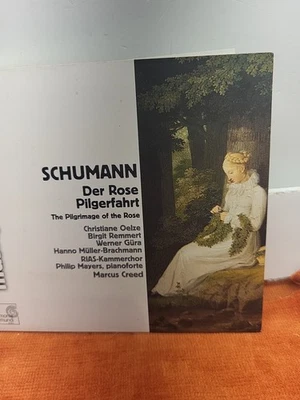 SCHUMANN
Der Rose
Pilgerfahrt
The Pilgrimage of the Rose
Christiane Oelze
Birgit Remmert
Werner Güra
Hanno Müller-Brachmann
RIAS-Kammerchor
Philip Mayers, pianoforte
Marcus Creed